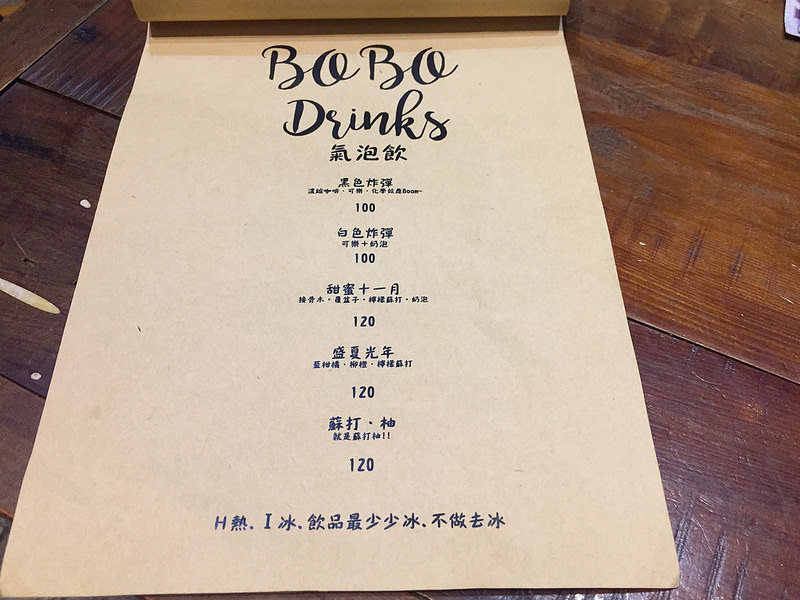 BOBO
Drinks
氣泡飲
黑色炸彈
濃縮咖啡·可樂·化學效應Boom~
100
白色炸彈
可樂+奶泡
100
甜蜜十一月
接骨木·覆盆子·檸檬蘇打·奶泡
120
盛夏光年
藍柑橘·柳橙·檸檬蘇打
120
蘇打·柚
就是蘇打柚!!
120
H熱、I冰、飲品最少少冰、不做去冰